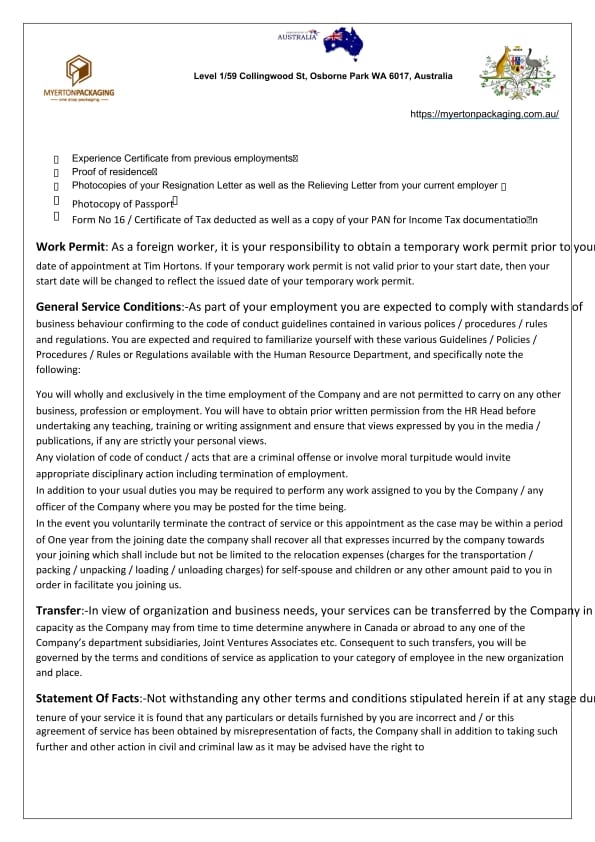 AUSTRALIA
MYERTONPACKAGING
one stop packaging
Level 1/59 Collingwood St, Osborne Park WA 6017, Australia
https://myertonpackaging.com.au/
Experience Certificate from previous employments
Proof of residence
Photocopies of your Resignation Letter as well as the Relieving Letter from your current employer
Photocopy of Passport
Form No 16 / Certificate of Tax deducted as well as a copy of your PAN for Income Tax documentation
Work Permit: As a foreign worker, it is your responsibility to obtain a temporary work permit prior to your
date of appointment at Tim Hortons. If your temporary work permit is not valid prior to your start date, then your
start date will be changed to reflect the issued date of your temporary work permit.
General Service Conditions:-As part of your employment you are expected to comply with standards of
business behaviour confirming to the code of conduct guidelines contained in various polices / procedures / rules
and regulations. You are expected and required to familiarize yourself with these various Guidelines / Policies /
Procedures / Rules or Regulations available with the Human Resource Department, and specifically note the
following:
You will wholly and exclusively in the time employment of the Company and are not permitted to carry on any other
business, profession or employment. You will have to obtain prior written permission from the HR Head before
undertaking any teaching, training or writing assignment and ensure that views expressed by you in the media /
publications, if any are strictly your personal views.
Any violation of code of conduct / acts that are a criminal offense or involve moral turpitude would invite
appropriate disciplinary action including termination of employment.
In addition to your usual duties you may be required to perform any work assigned to you by the Company / any
officer of the Company where you may be posted for the time being.
In the event you voluntarily terminate the contract of service or this appointment as the case may be within a period
of One year from the joining date the company shall recover all that expresses incurred by the company towards
your joining which shall include but not be limited to the relocation expenses (charges for the transportation /
packing / unpacking / loading / unloading charges) for self-spouse and children or any other amount paid to you in
order in facilitate you joining us.
Transfer:-In view of organization and business needs, your services can be transferred by the Company in
capacity as the Company may from time to time determine anywhere in Canada or abroad to any one of the
Company's department subsidiaries, Joint Ventures Associates etc. Consequent to such transfers, you will be
governed by the terms and conditions of service as application to your category of employee in the new organization
and place.
Statement Of Facts:-Not withstanding any other terms and conditions stipulated herein if at any stage du
tenure of your service it is found that any particulars or details furnished by you are incorrect and / or this
agreement of service has been obtained by misrepresentation of facts, the Company shall in addition to taking such
further and other action in civil and criminal law as it may be advised have the right to